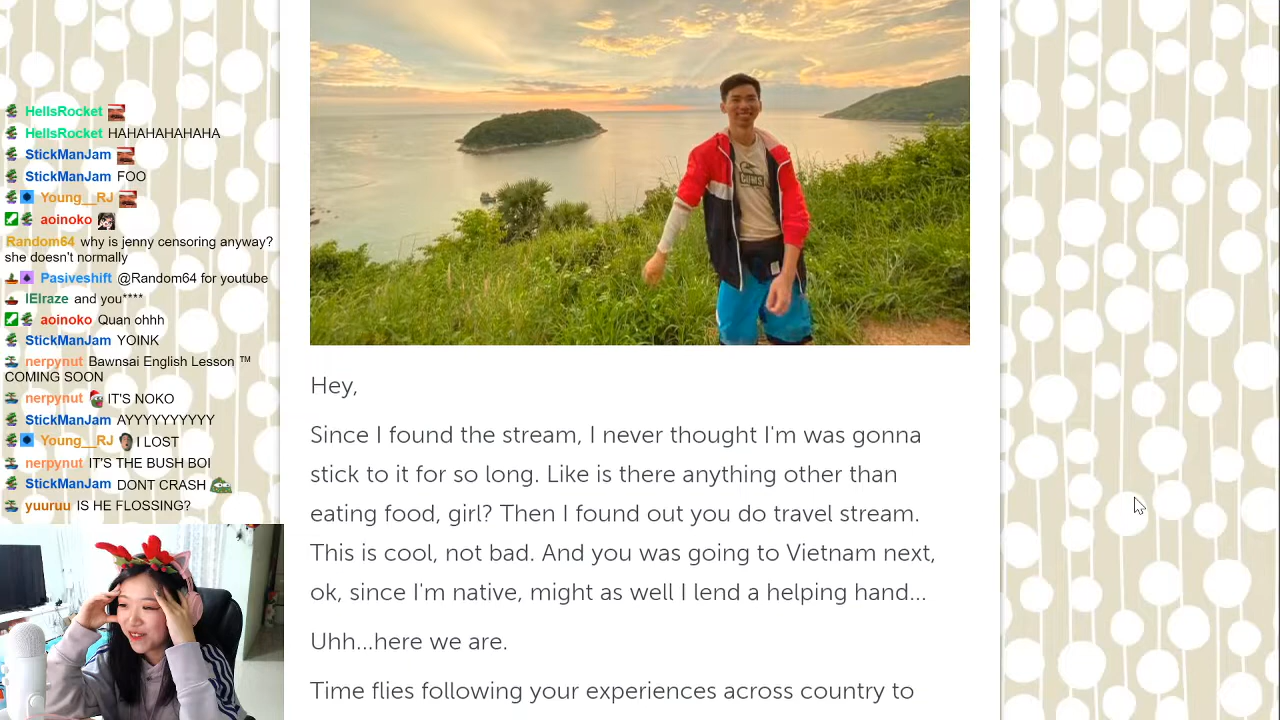 HellsRocket
HellsRocket HAHAHAHAHAHA
StickManJam
StickManJam FOO
Young__RJ
aoinoko
Random64 why is jenny censoring anyway?
she doesn't normally
Pasiveshift @Random64 for youtube
lElraze and you****
aoinoko Quan ohhh
StickManJam YOINK
nerpynut Bawnsai English Lesson ™
COMING SOON
nerpynut IT'S NOKO
StickManJam AYYYYYYYYYY
Young__RJ I LOST
nerpynut IT'S THE BUSH BOI
StickManJam DONT CRASH
yuuruu IS HE FLOSSING?
GUMS
Hey,
Since I found the stream, I never thought I'm was gonna
stick to it for so long. Like is there anything other than
eating food, girl? Then I found out you do travel stream.
This is cool, not bad. And you was going to Vietnam next,
ok, since I'm native, might as well I lend a helping hand...
Uhh...here we are.
Time flies following your experiences across country to